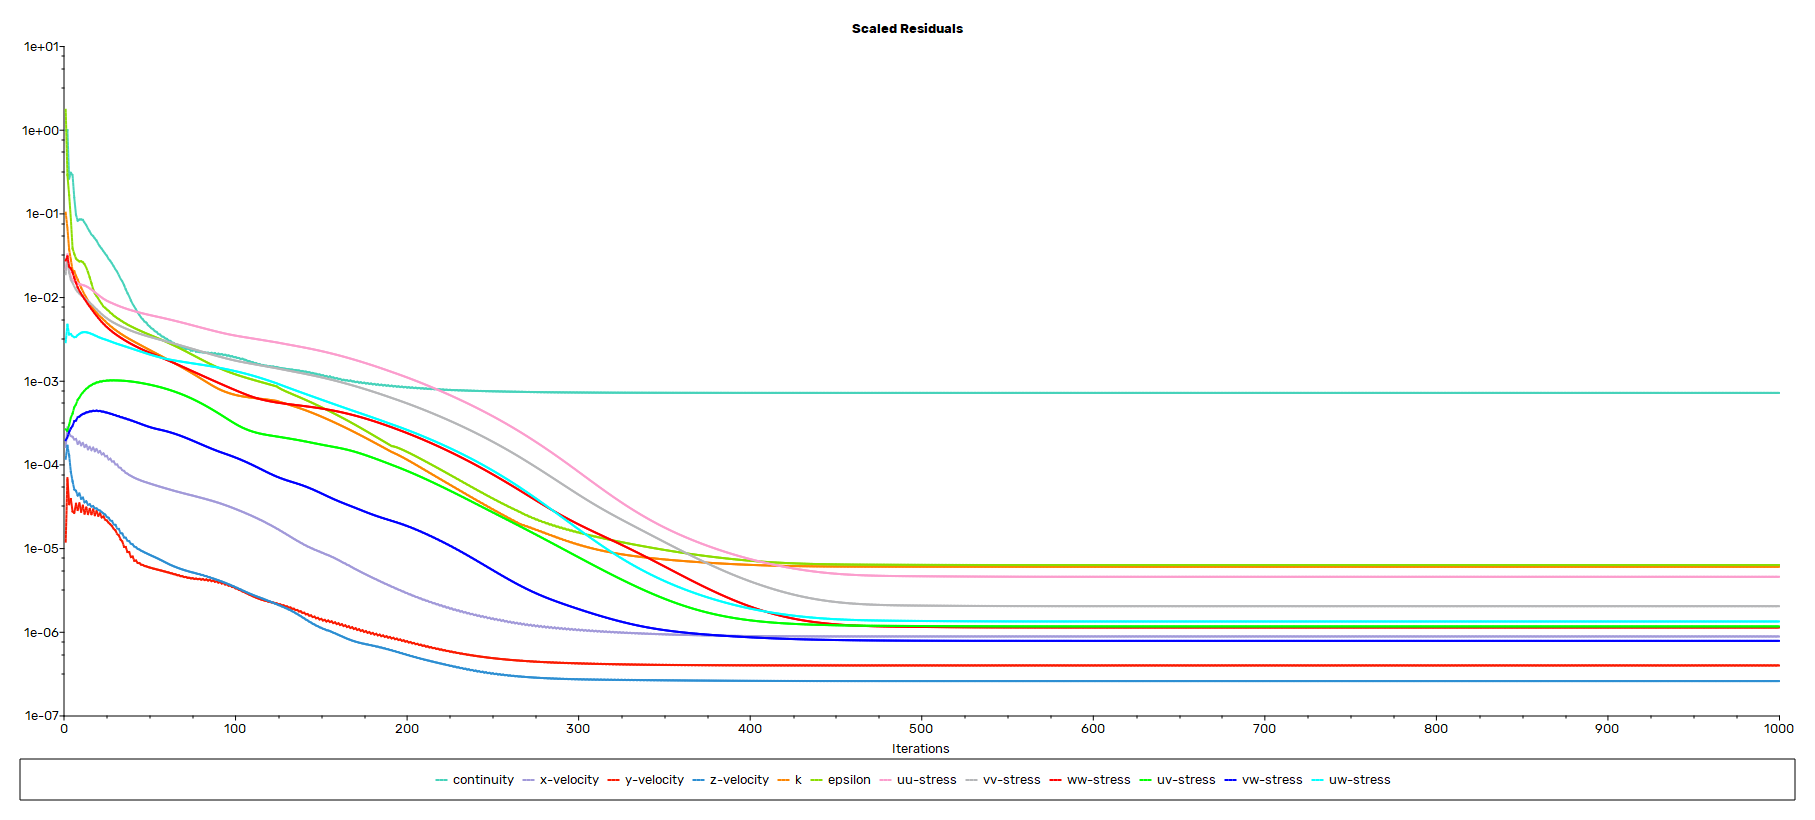 Scaled Residuals
1e+01
1e+00
1e-01
1e-02
1e-03
1e-04
1e-05
1e-06
1e-07
0 100 200 300 400 500 600 700 800 900 1000
Iterations
continuity x-velocity y-velocity z-velocity k epsilon uu-stress vv-stress ww-stress uv-stress vw-stress uw-stress